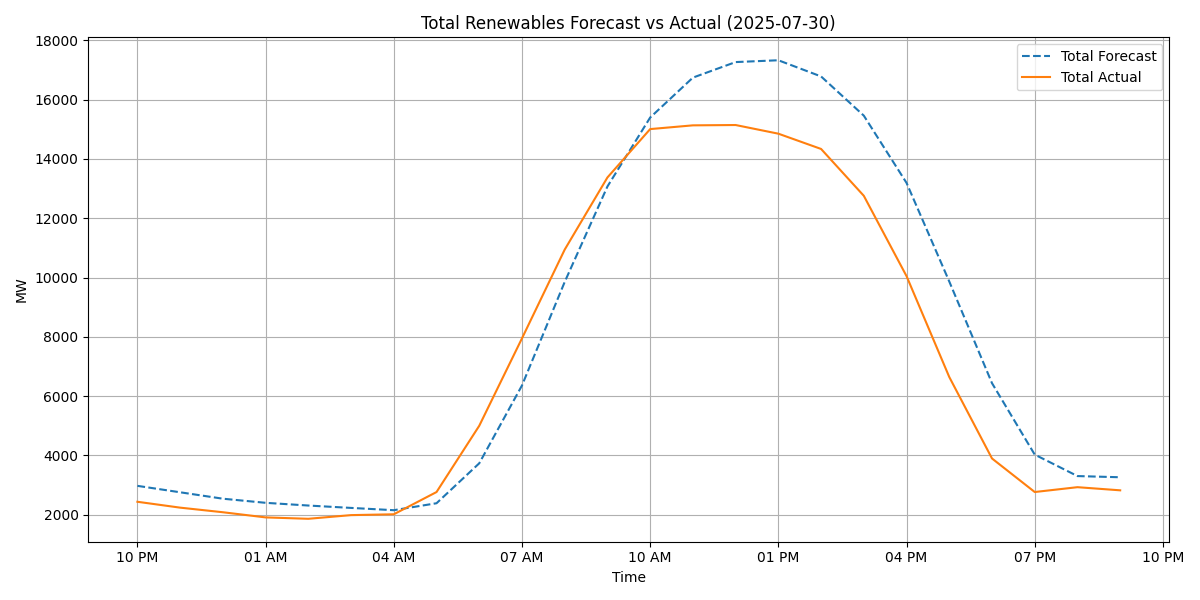 Total Renewables Forecast vs Actual (2025-07-30)
18000
16000
14000
12000
10000
8000
6000
4000
2000
MW
Total Forecast
Total Actual
10 PM 01 AM 04 AM 07 AM 10 AM 01 PM 04 PM 07 PM 10 PM
Time